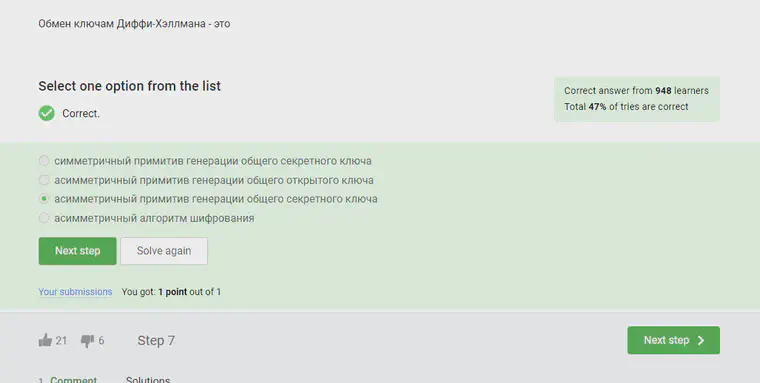 Обмен ключам Диффи-Хэллмана - это
Select one option from the list
Correct.
Correct answer from 948 learners
Total 47% of tries are correct
симметричный примитив генерации общего секретного ключа
асимметричный примитив генерации общего открытого ключа
асимметричный примитив генерации общего секретного ключа
асимметричный алгоритм шифрования
Next step
Solve again
Your submissions You got: 1 point out of 1
21 6 Step 7
Next step
1 Comment Solutions